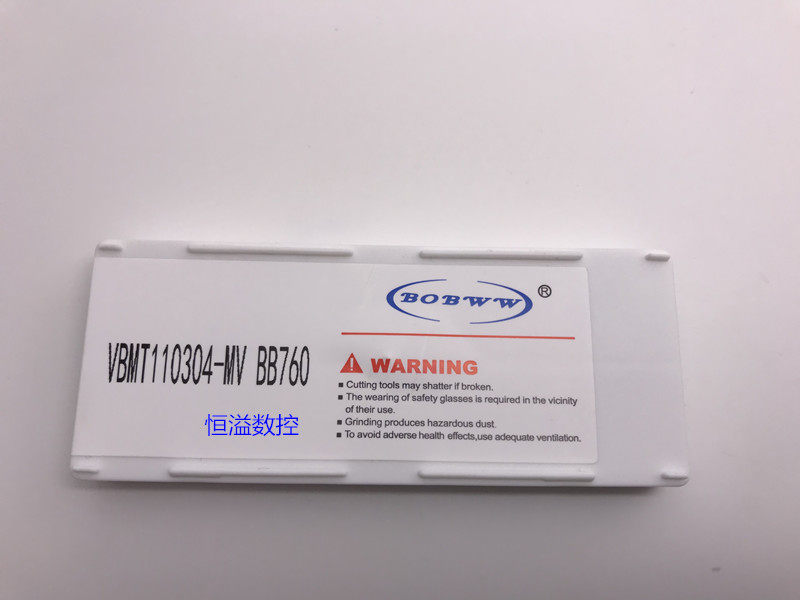 BOBWW ®
VBMT110304-MV BB760
恒溢数控
WARNING
■ Cutting tools may shatter if broken.
■ The wearing of safety glasses is required in the vicinity
of their use.
■ Grinding produces hazardous dust.
■ To avoid adverse health effects,use adequate ventilation.